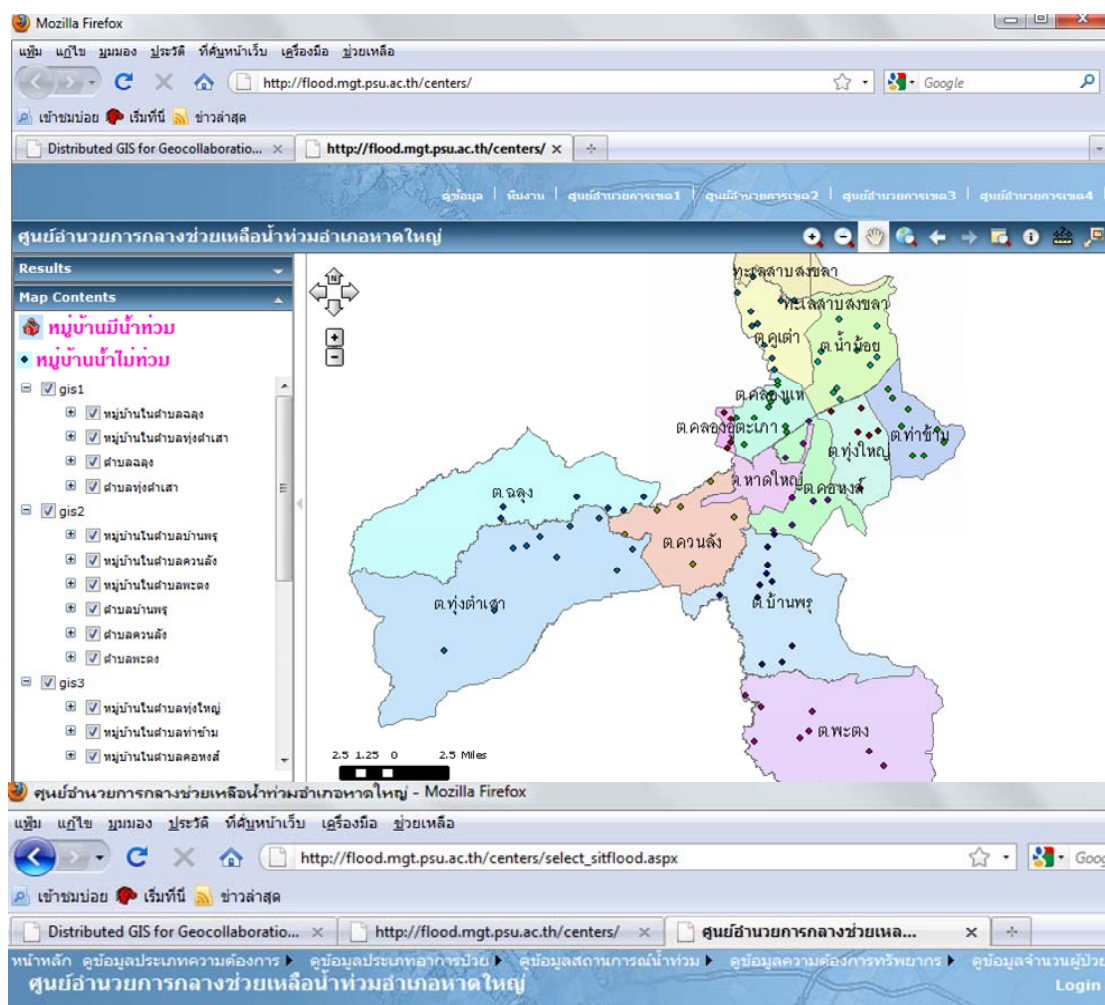 Mozilla Firefox
แฟ้ม แก้ไข มุมมอง ประวัติ ที่คั่นหน้าเว็บ เครื่องมือ ช่วยเหลือ
http://flood.mgt.psu.ac.th/centers/
Google
เข้าชมบ่อย เริ่มที่นี่ ข่าวล่าสุด
Distributed GIS for Geocollaboratio... http://flood.mgt.psu.ac.th/centers/
ดูข้อมูล | ทีมงาน | ศูนย์อำนวยการเขต1 | ศูนย์อำนวยการเขต2 | ศูนย์อำนวยการเขต3 | ศูนย์อำนวยการเขต4 |
ศูนย์อำนวยการกลางช่วยเหลือน้ำท่วมอำเภอหาดใหญ่
Results
Map Contents
หมู่บ้านมีน้ำท่วม
หมู่บ้านน้ำไม่ท่วม
gis1
หมู่บ้านในตำบลฉลุง
หมู่บ้านในตำบลทุ่งตำเสา
ตำบลฉลุง
ตำบลทุ่งตำเสา
gis2
หมู่บ้านในตำบลบ้านพรุ
หมู่บ้านในตำบลควนลัง
หมู่บ้านในตำบลพะตง
ตำบลบ้านพรุ
ตำบลควนลัง
ตำบลพะตง
gis3
หมู่บ้านในตำบลทุ่งใหญ่
หมู่บ้านในตำบลท่าข้าม
หมู่บ้านในตำบลคอหงส์
N
ทะเลสาบสงขลา
ทะเลสาบสงขลา
ต.คูเต่า
ต.น้ำน้อย
ต.คลองแห
ต.คลองอู่ตะเภา
ต.ท่าข้าม
ต.ทุ่งใหญ่
ต.หาดใหญ่
ต.คอหงส์
ต.ฉลุง
ต.ควนลัง
ต.ทุ่งตำเสา
ต.บ้านพรุ
ต.พะตง
2.5 1.25 0 2.5 Miles
ศูนย์อำนวยการกลางช่วยเหลือน้ำท่วมอำเภอหาดใหญ่ - Mozilla Firefox
แฟ้ม แก้ไข มุมมอง ประวัติ ที่คั่นหน้าเว็บ เครื่องมือ ช่วยเหลือ
http://flood.mgt.psu.ac.th/centers/select_sitflood.aspx
Goog
เข้าชมบ่อย เริ่มที่นี่ ข่าวล่าสุด
Distributed GIS for Geocollaboratio... http://flood.mgt.psu.ac.th/centers/ ศูนย์อำนวยการกลางช่วยเหล...
หน้าหลัก ดูข้อมูลประเภทความต้องการ ดูข้อมูลประเภทอาการป่วย ดูข้อมูลสถานการณ์น้ำท่วม ดูข้อมูลความต้องการทรัพยากร ดูข้อมูลจำนวนผู้ป่วย
ศูนย์อำนวยการกลางช่วยเหลือน้ำท่วมอำเภอหาดใหญ่
Login